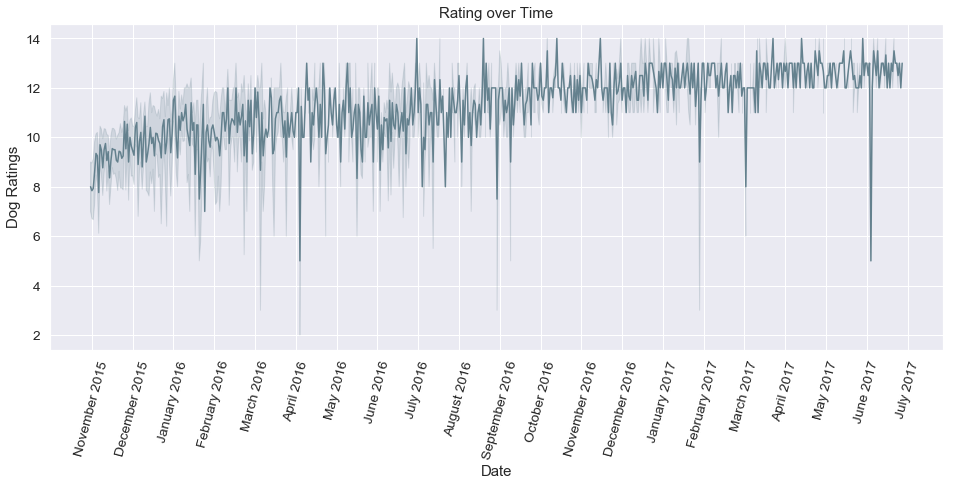 Rating over Time
14
12
10
8
6
4
2
Dog Ratings
November 2015
December 2015
January 2016
February 2016
March 2016
April 2016
May 2016
June 2016
July 2016
August 2016
September 2016
October 2016
November 2016
December 2016
January 2017
February 2017
March 2017
April 2017
May 2017
June 2017
July 2017
Date